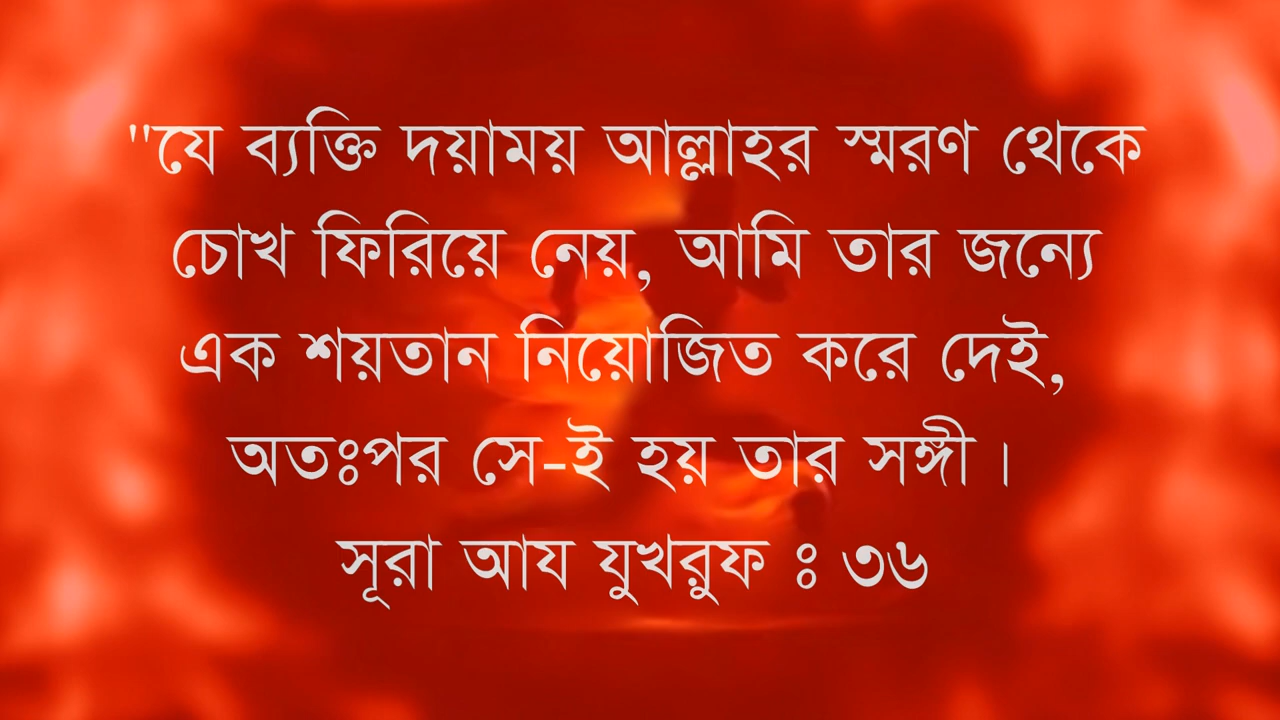 "যে ব্যক্তি দয়াময় আল্লাহর স্মরণ থেকে
চোখ ফিরিয়ে নেয়, আমি তার জন্যে
এক শয়তান নিয়োজিত করে দেই,
অতঃপর সে-ই হয় তার সঙ্গী।
সূরা আয যুখরুফ ঃ ৩৬